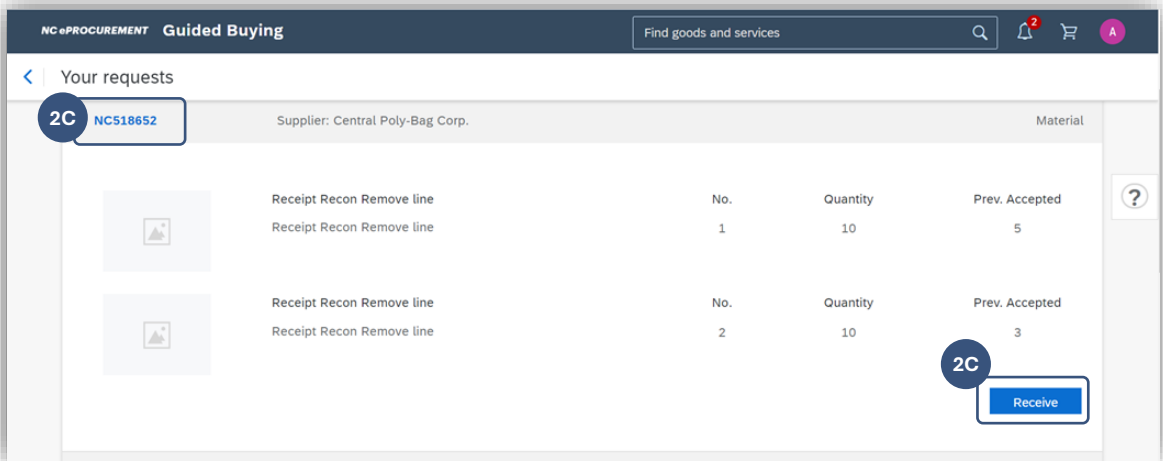 NC ePROCUREMENT Guided Buying Find goods and services 2 A
Your requests
2C NC518652 Supplier: Central Poly-Bag Corp. Material
?
Receipt Recon Remove line No. Quantity Prev. Accepted
Receipt Recon Remove line 1 10 5
Receipt Recon Remove line No. Quantity Prev. Accepted
Receipt Recon Remove line 2 10 3
2C
Receive